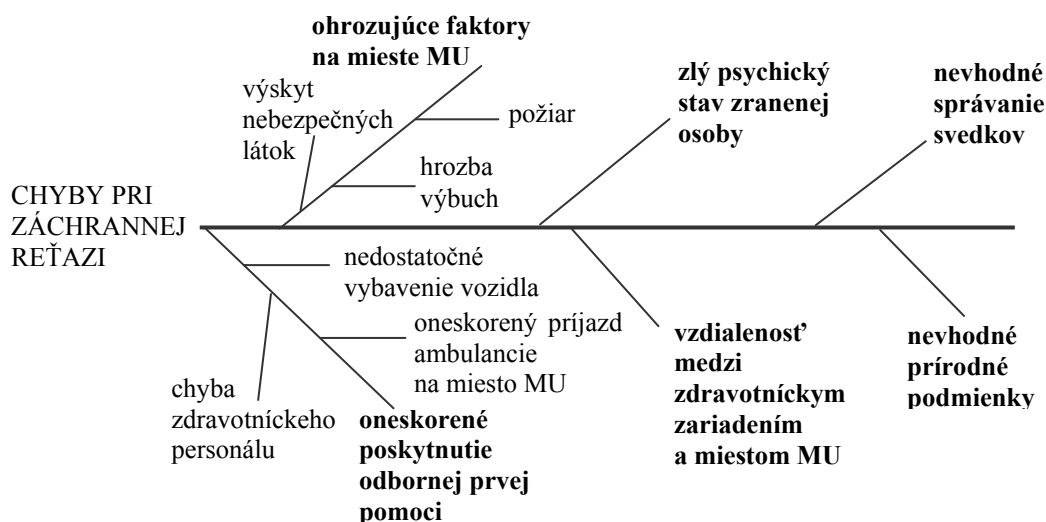 ohrozujúce faktory
na mieste MU
výskyt
nebezpečných
látok
požiar
hrozba
výbuch
zlý psychický
stav zranenej
osoby
nevhodné
správanie
svedkov
CHYBY PRI
ZÁCHRANNEJ
REŤAZI
nedostatočné
vybavenie vozidla
oneskorený príjazd
ambulancie
na miesto MU
chyba
zdravotníckeho
personálu
oneskorené
poskytnutie
odbornej prvej
pomoci
vzdialenosť
medzi
zdravotníckym
zariadením
a miestom MU
nevhodné
prírodné
podmienky